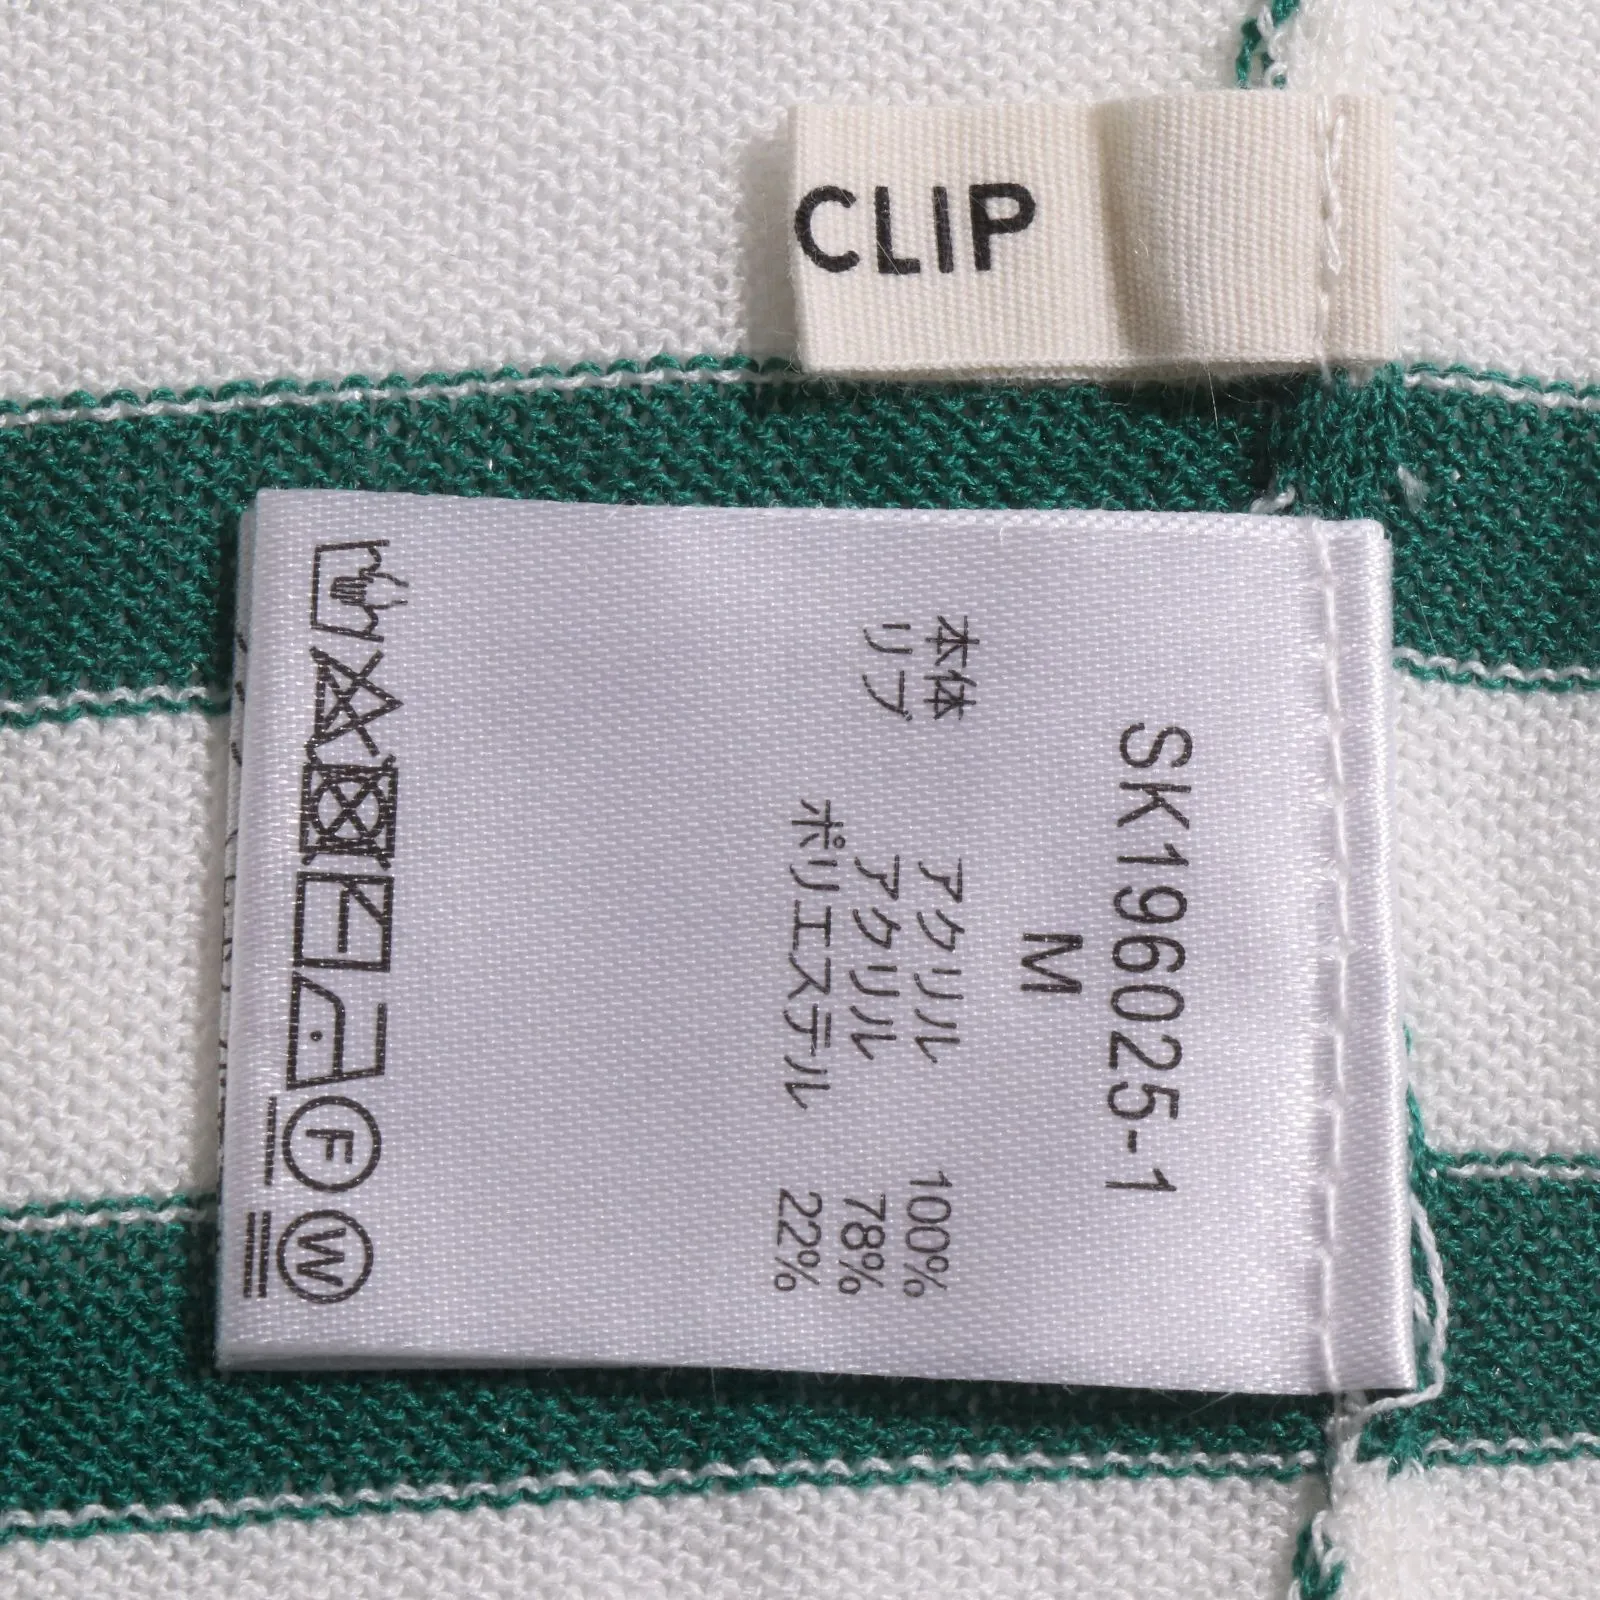 CLIP
SK196025-1
M
本体 アクリル 100%
リブ アクリル 78%
ポリエステル 22%
F
W